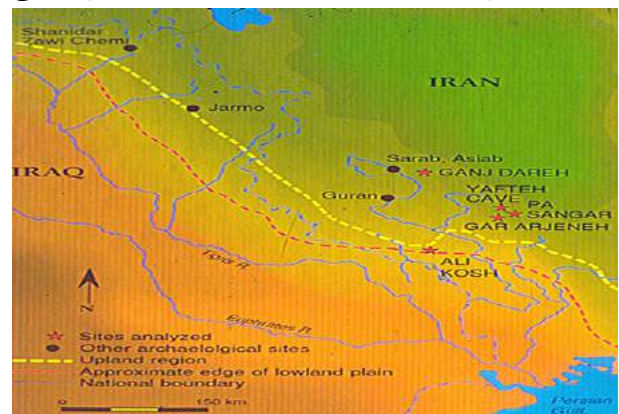 Shanidar
Zawi Chemi
IRAN
Jarmo
Sarab, Asiab
GANJ DAREH
IRAQ
YAFTEH
CAVE
PA
Guran
SANGAR
GAR ARJENEH
ALI
KOSH
Tigris R
Euphrates R
N
Sites analyzed
Other archaelolgical sites
Upland region
Approximate edge of lowland plain
National boundary
0
150 km
Persian
Gulf